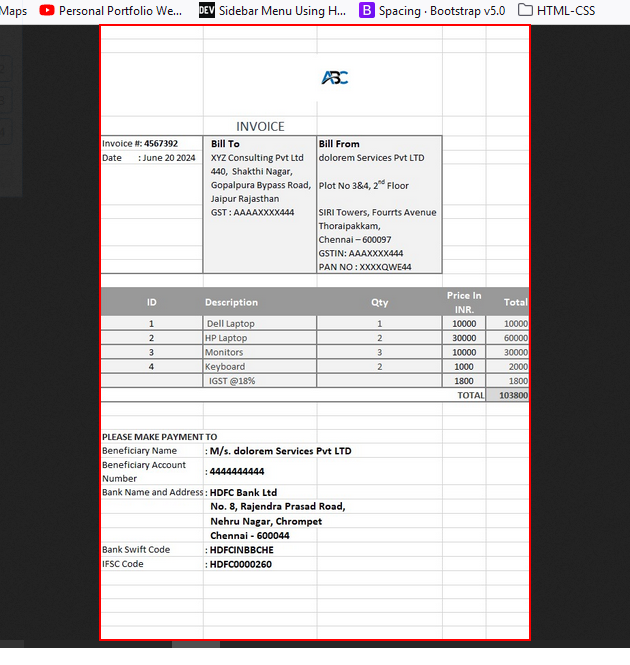 Maps Personal Portfolio We... DEV Sidebar Menu Using H... B Spacing · Bootstrap v5.0 HTML-CSS
ABC
INVOICE
Invoice #: 4567392
Date : June 20 2024
Bill To
XYZ Consulting Pvt Ltd
440, Shakthi Nagar,
Gopalpura Bypass Road,
Jaipur Rajasthan
GST : AAAAXXXX444
Bill From
dolorem Services Pvt LTD
Plot No 3&4, 2nd Floor
SIRI Towers, Fourrts Avenue
Thoraipakkam,
Chennai – 600097
GSTIN: AAAXXXX444
PAN NO : XXXXQWE44
ID Description Qty Price In INR. Total
1 Dell Laptop 1 10000 10000
2 HP Laptop 2 30000 60000
3 Monitors 3 10000 30000
4 Keyboard 2 1000 2000
IGST @18% 1800 1800
TOTAL 103800
PLEASE MAKE PAYMENT TO
Beneficiary Name : M/s. dolorem Services Pvt LTD
Beneficiary Account Number : 4444444444
Bank Name and Address : HDFC Bank Ltd
No. 8, Rajendra Prasad Road,
Nehru Nagar, Chrompet
Chennai - 600044
Bank Swift Code : HDFCINBBCHE
IFSC Code : HDFC0000260